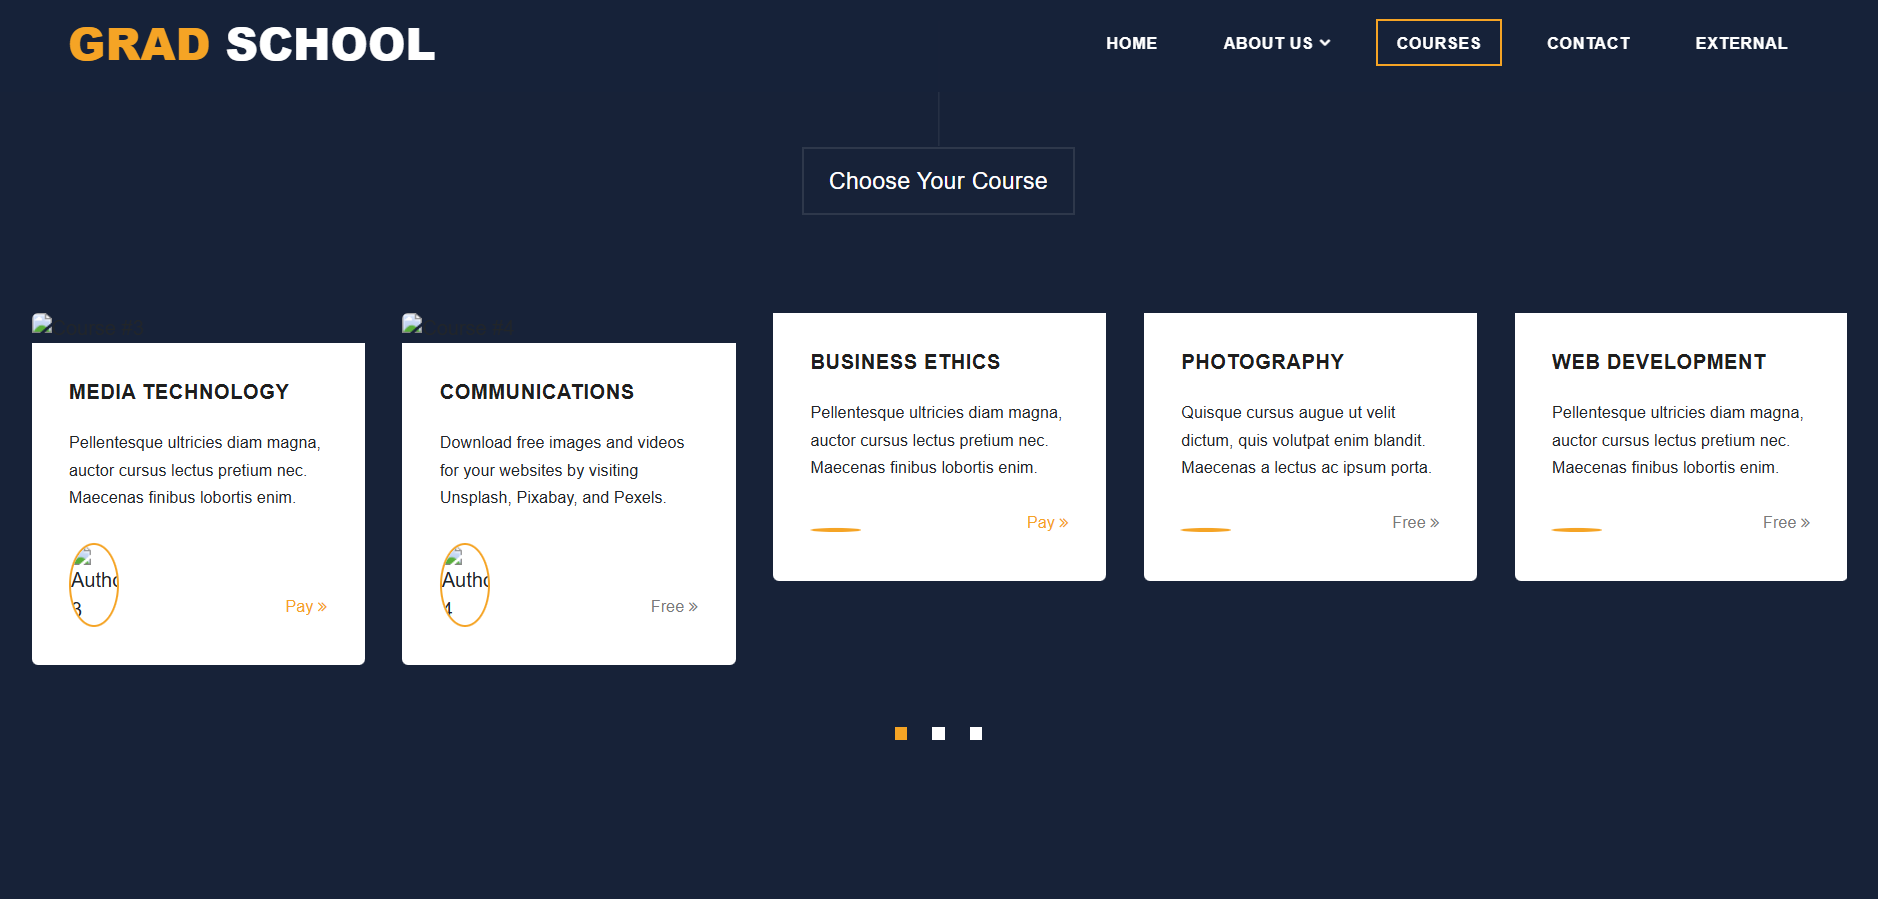 GRAD SCHOOL
HOME
ABOUT US
COURSES
CONTACT
EXTERNAL
Choose Your Course
Course #3
MEDIA TECHNOLOGY
Pellentesque ultricies diam magna,
auctor cursus lectus pretium nec.
Maecenas finibus lobortis enim.
Autho
3
Pay »
Course #4
COMMUNICATIONS
Download free images and videos
for your websites by visiting
Unsplash, Pixabay, and Pexels.
Autho
4
Free »
BUSINESS ETHICS
Pellentesque ultricies diam magna,
auctor cursus lectus pretium nec.
Maecenas finibus lobortis enim.
Pay »
PHOTOGRAPHY
Quisque cursus augue ut velit
dictum, quis volutpat enim blandit.
Maecenas a lectus ac ipsum porta.
Free »
WEB DEVELOPMENT
Pellentesque ultricies diam magna,
auctor cursus lectus pretium nec.
Maecenas finibus lobortis enim.
Free »